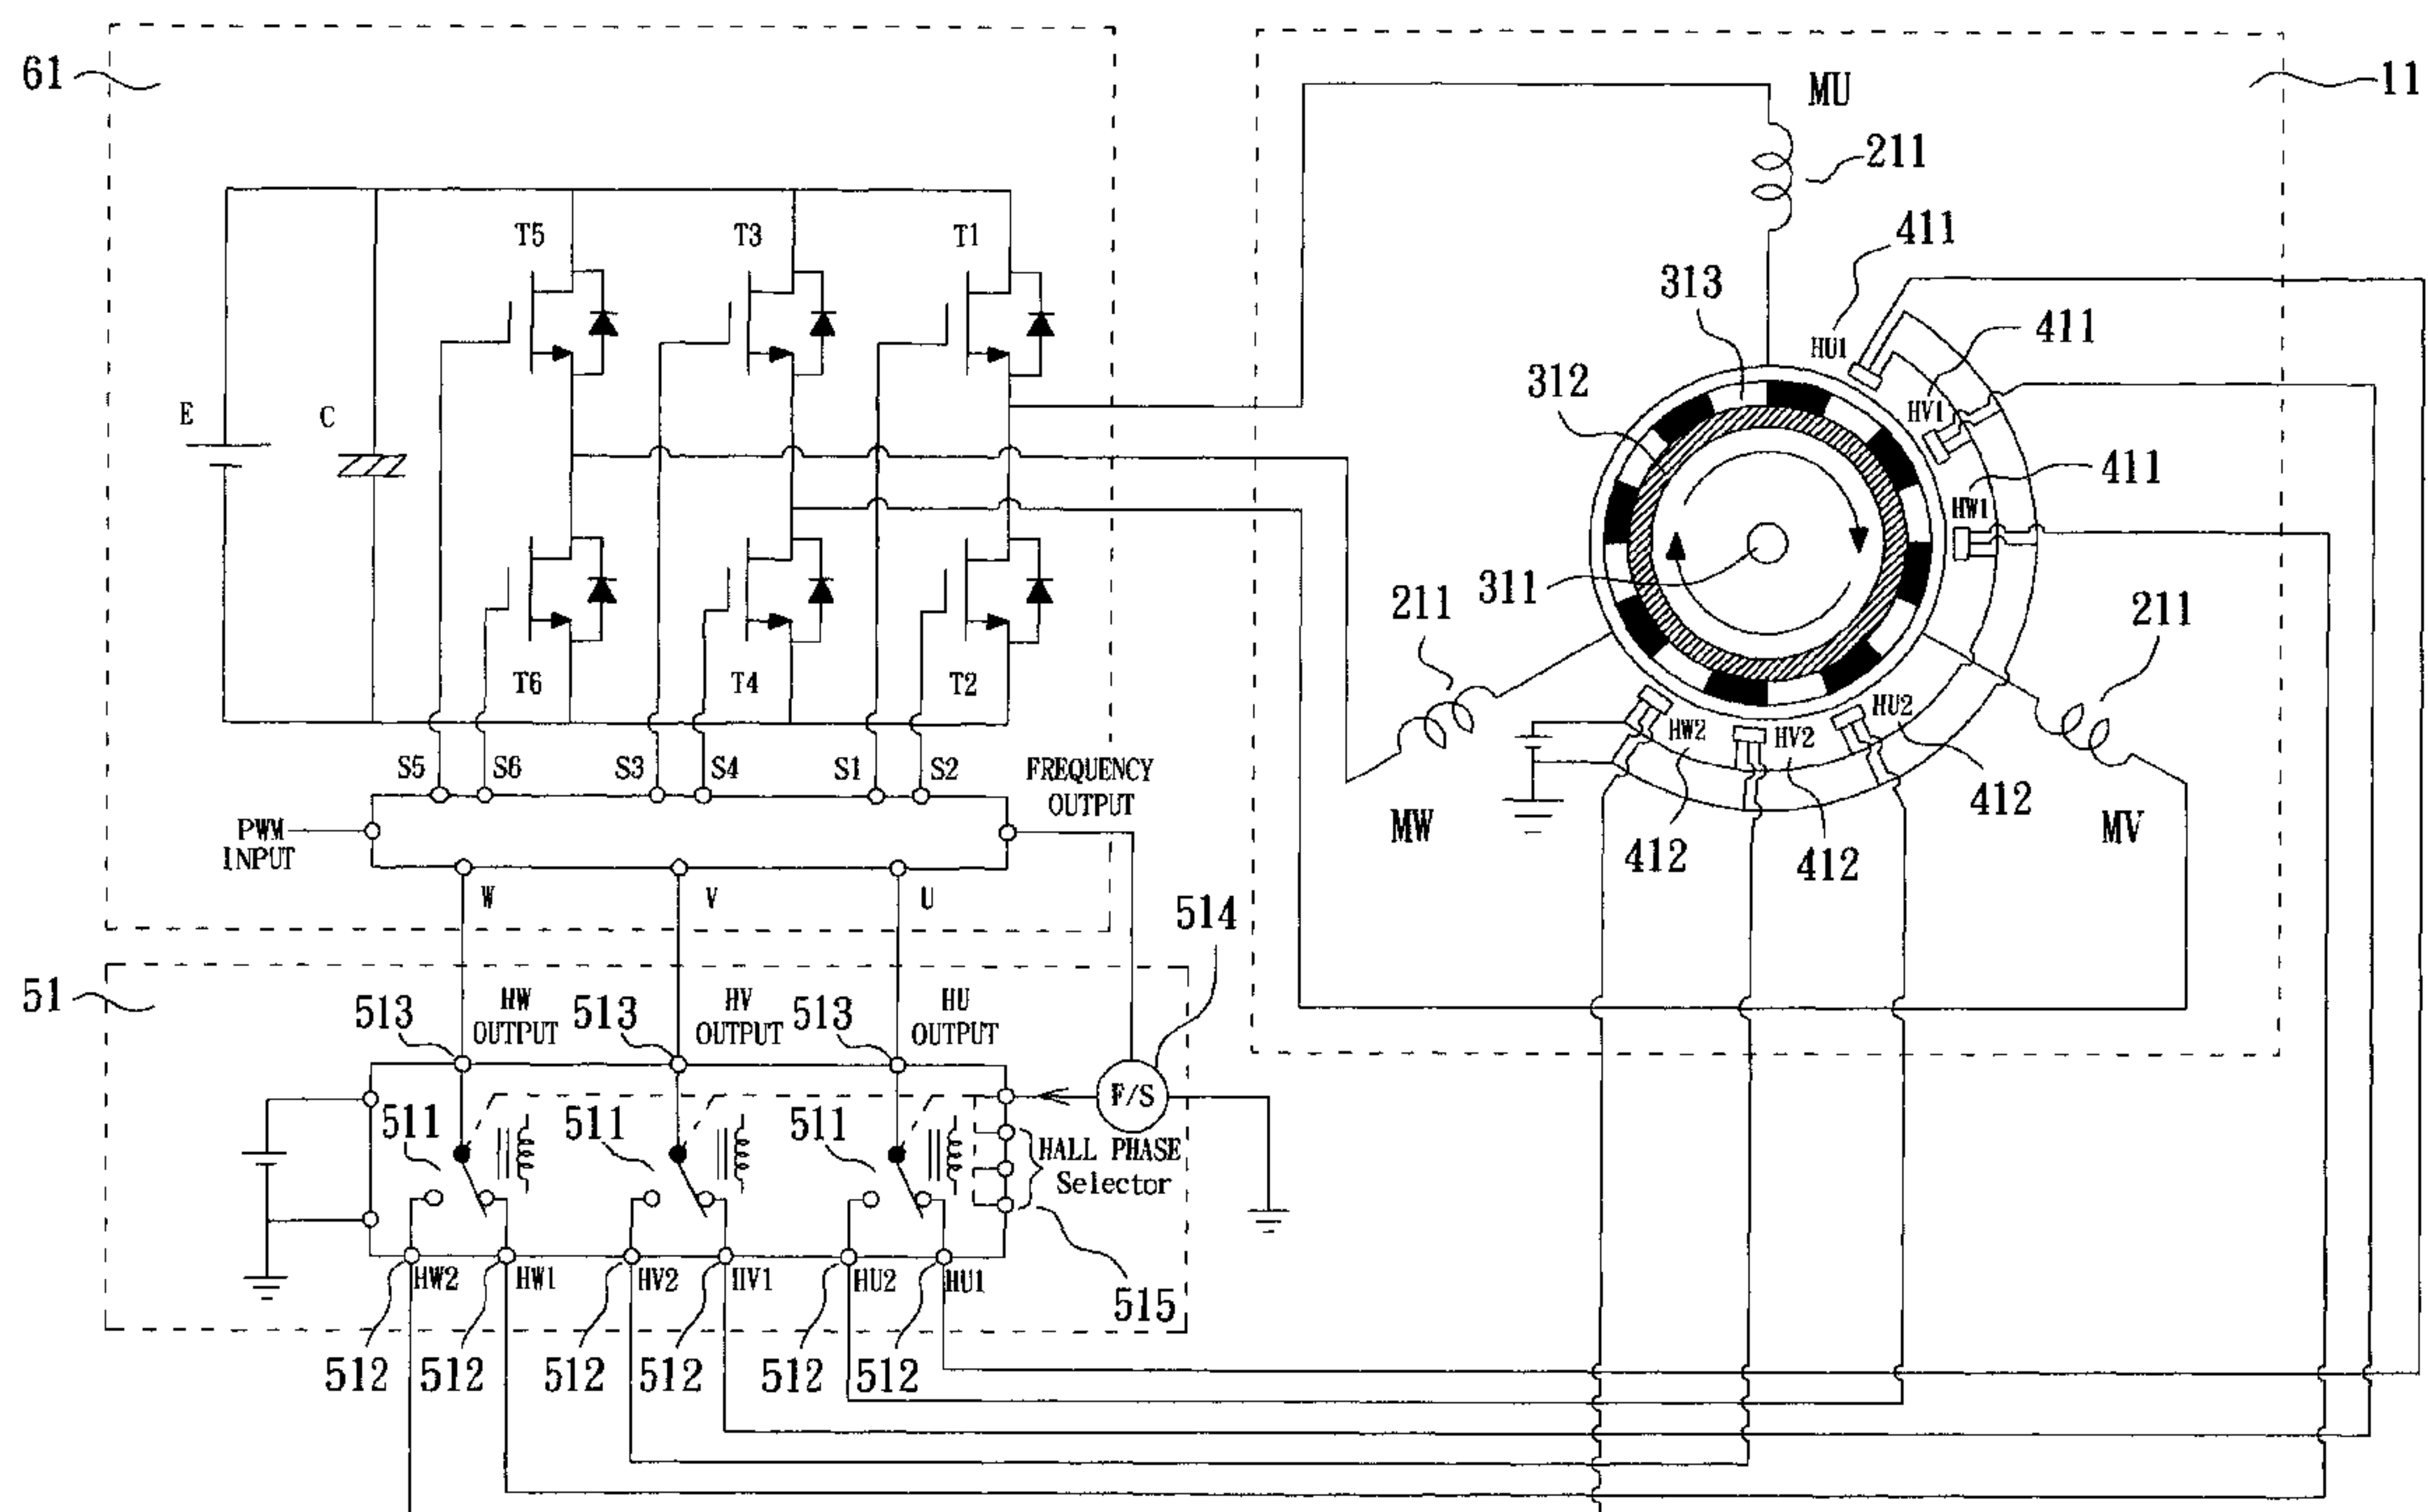 61
11
MU
211
411
313
HU1
411
312
HV1
T5
T3
T1
411
HW1
E
C
311
211
211
T6
T4
T2
HU2
HW2
HV2
412
412
412
S5
S6
S3
S4
S1
S2
FREQUENCY
OUTPUT
MW
MV
PWM
INPUT
W
V
U
514
51
513
HW
OUTPUT
513
HV
OUTPUT
513
HU
OUTPUT
F/S
511
511
511
HALL PHASE
Selector
HW2
HW1
HV2
HV1
HU2
HU1
515
512
512
512
512
512
512